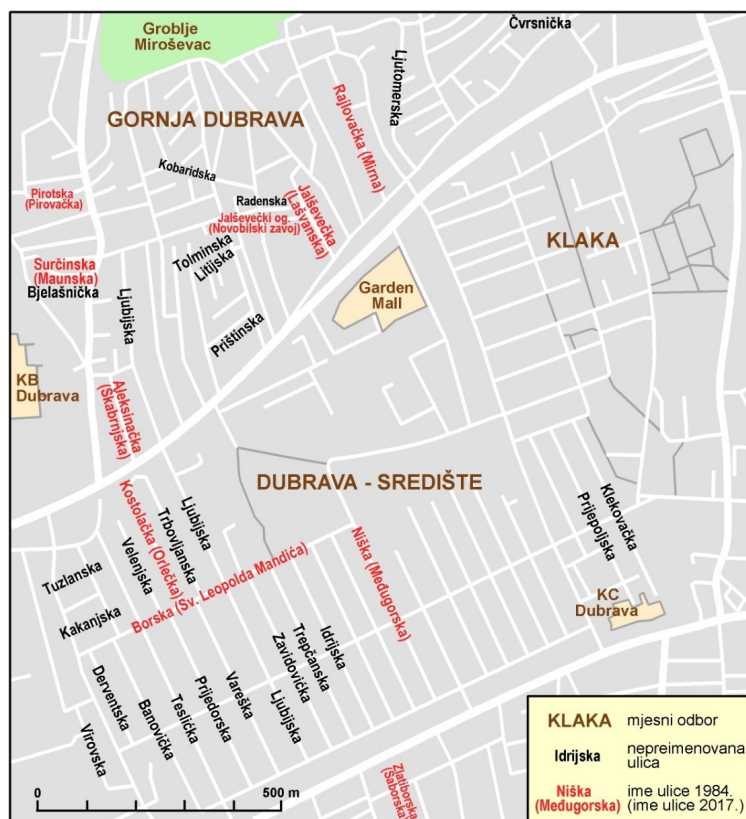 Groblje
Miroševac
Čvrsnička
Ljutomerska
GORNJA DUBRAVA
Rajlovačka (Mirna)
Kobaridska
Pirotska
(Pirovačka)
Radenska
Jalševečka
(Lašvanska)
Jalševečki og.
(Novobilski zavoj)
KLAKA
Tolminska
Litijska
Surčinska
(Maunska)
Bjelašnička
Ljubijska
Garden
Mall
Prištinska
KB
Dubrava
Aleksinačka
(Škabrnjska)
DUBRAVA - SREDIŠTE
Kostolačka (Orlečka)
Ljubijska
Trbovljanska
Velenjska
Klekovačka
Prijepoljska
Niška (Međugorska)
Borska (Sv. Leopolda Mandića)
Tuzlanska
Kakanjska
KC
Dubrava
Idrijska
Trepčanska
Zavidovička
Ljubijska
Vareška
Prijedorska
Teslička
Banovička
Derventska
Virovska
Zlatiborska
(Saborska)
0 500 m
KLAKA mjesni odbor
Idrijska nepreimenovana
ulica
Niška ime ulice 1984.
(Međugorska) (ime ulice 2017.)